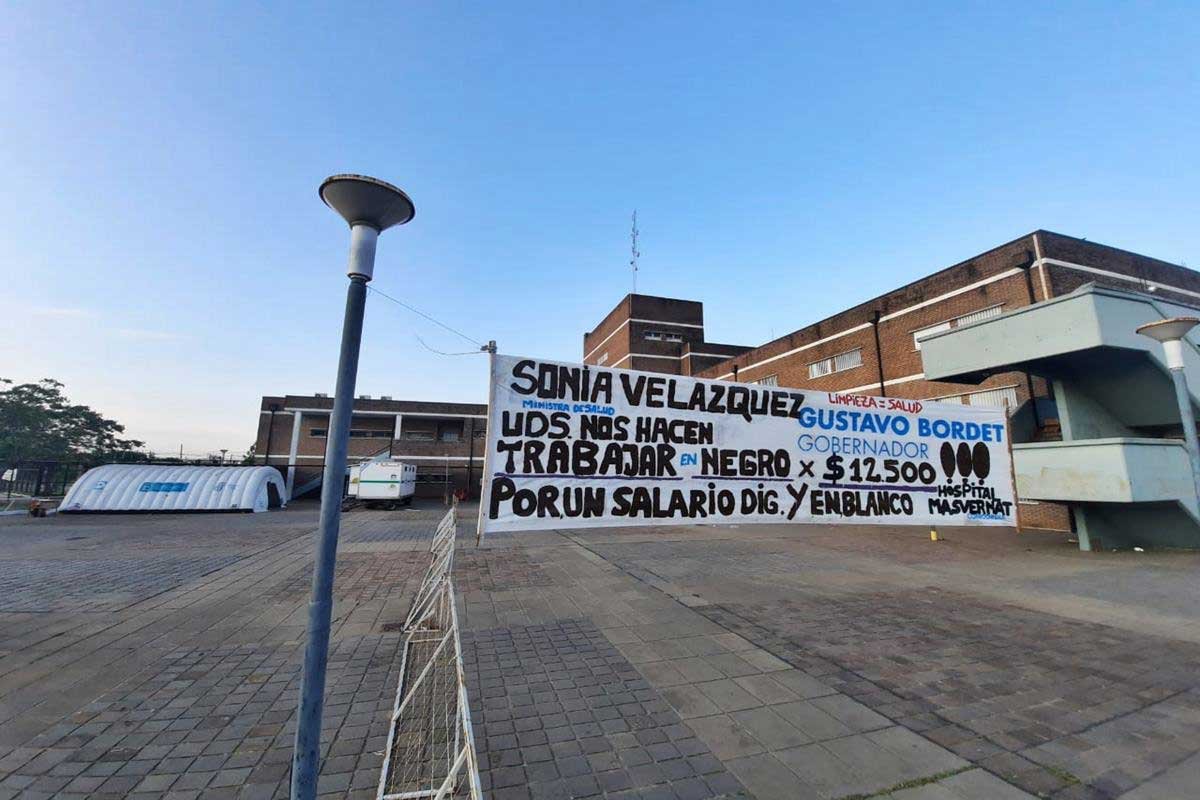 SONIA VELAZQUEZ
MINISTRA DE SALUD
LIMPIEZA = SALUD
GUSTAVO BORDET
GOBERNADOR
UDS. NOS HACEN
TRABAJAR EN NEGRO x $12.500 !!!
POR UN SALARIO DIG. Y EN BLANCO
HOSPITAL
MASVERNAT